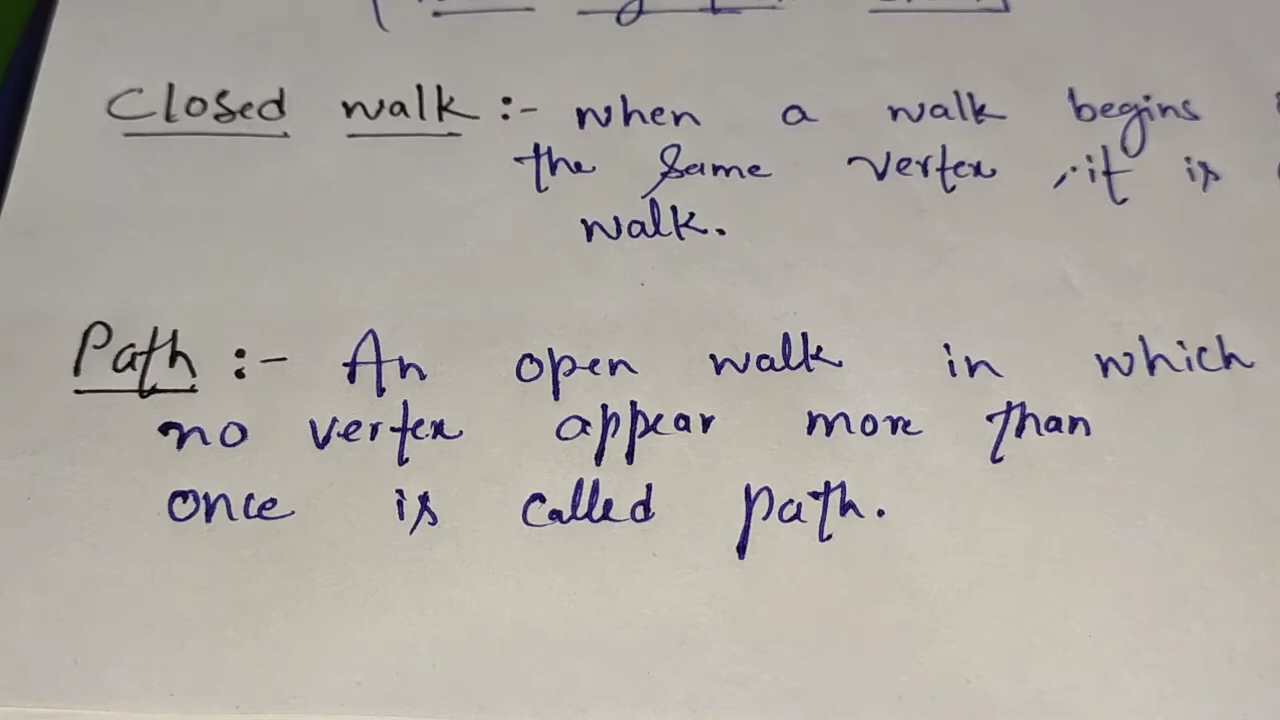 Closed walk :- when a walk begins
the same vertex, it is
walk.
Path :- An open walk in which
no vertex appear more than
once is called path.